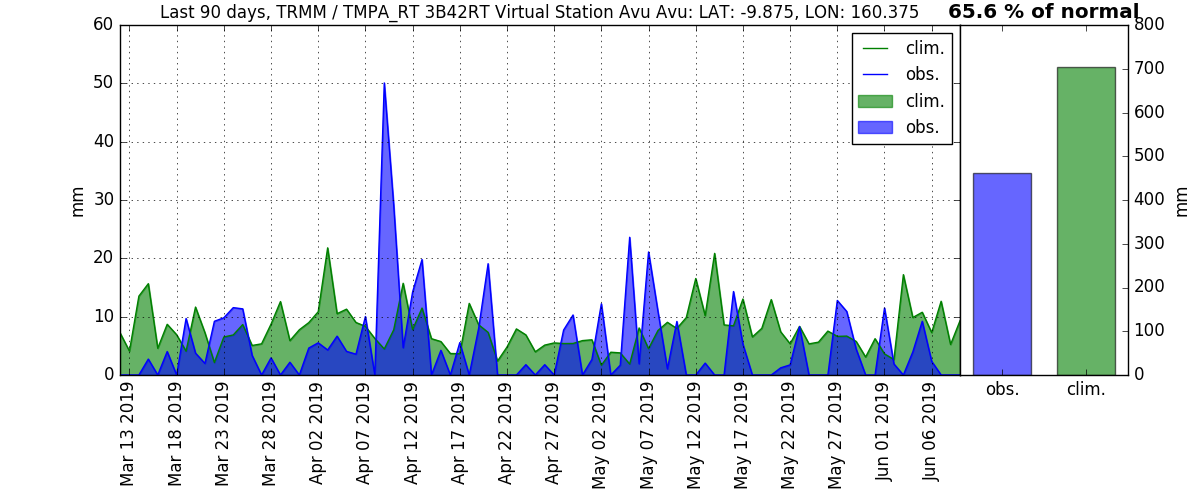 Last 90 days, TRMM / TMPA_RT 3B42RT Virtual Station Avu Avu: LAT: -9.875, LON: 160.375
65.6 % of normal
60
50
40
30
20
10
0
mm
clim.
obs.
clim.
obs.
Mar 13 2019
Mar 18 2019
Mar 23 2019
Mar 28 2019
Apr 02 2019
Apr 07 2019
Apr 12 2019
Apr 17 2019
Apr 22 2019
Apr 27 2019
May 02 2019
May 07 2019
May 12 2019
May 17 2019
May 22 2019
May 27 2019
Jun 01 2019
Jun 06 2019
800
700
600
500
400
300
200
100
0
mm
obs.
clim.